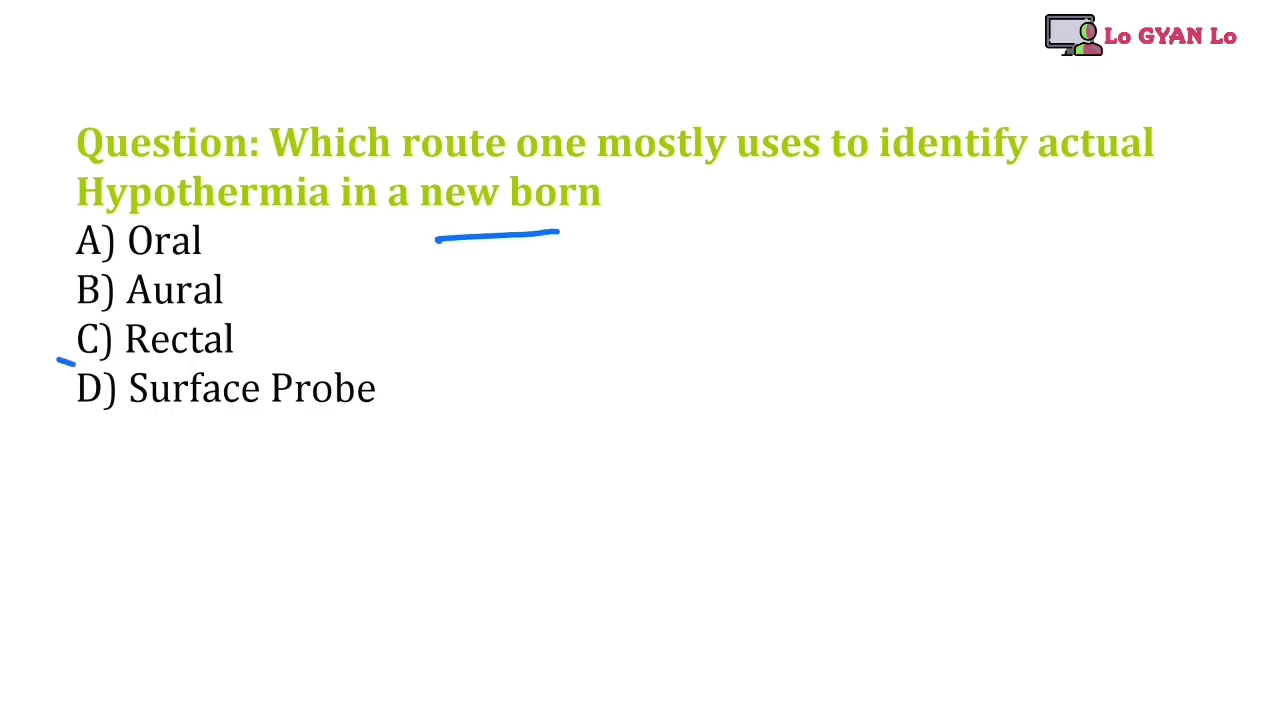 Lo GYAN Lo
Question: Which route one mostly uses to identify actual
Hypothermia in a new born
A) Oral
B) Aural
C) Rectal
D) Surface Probe